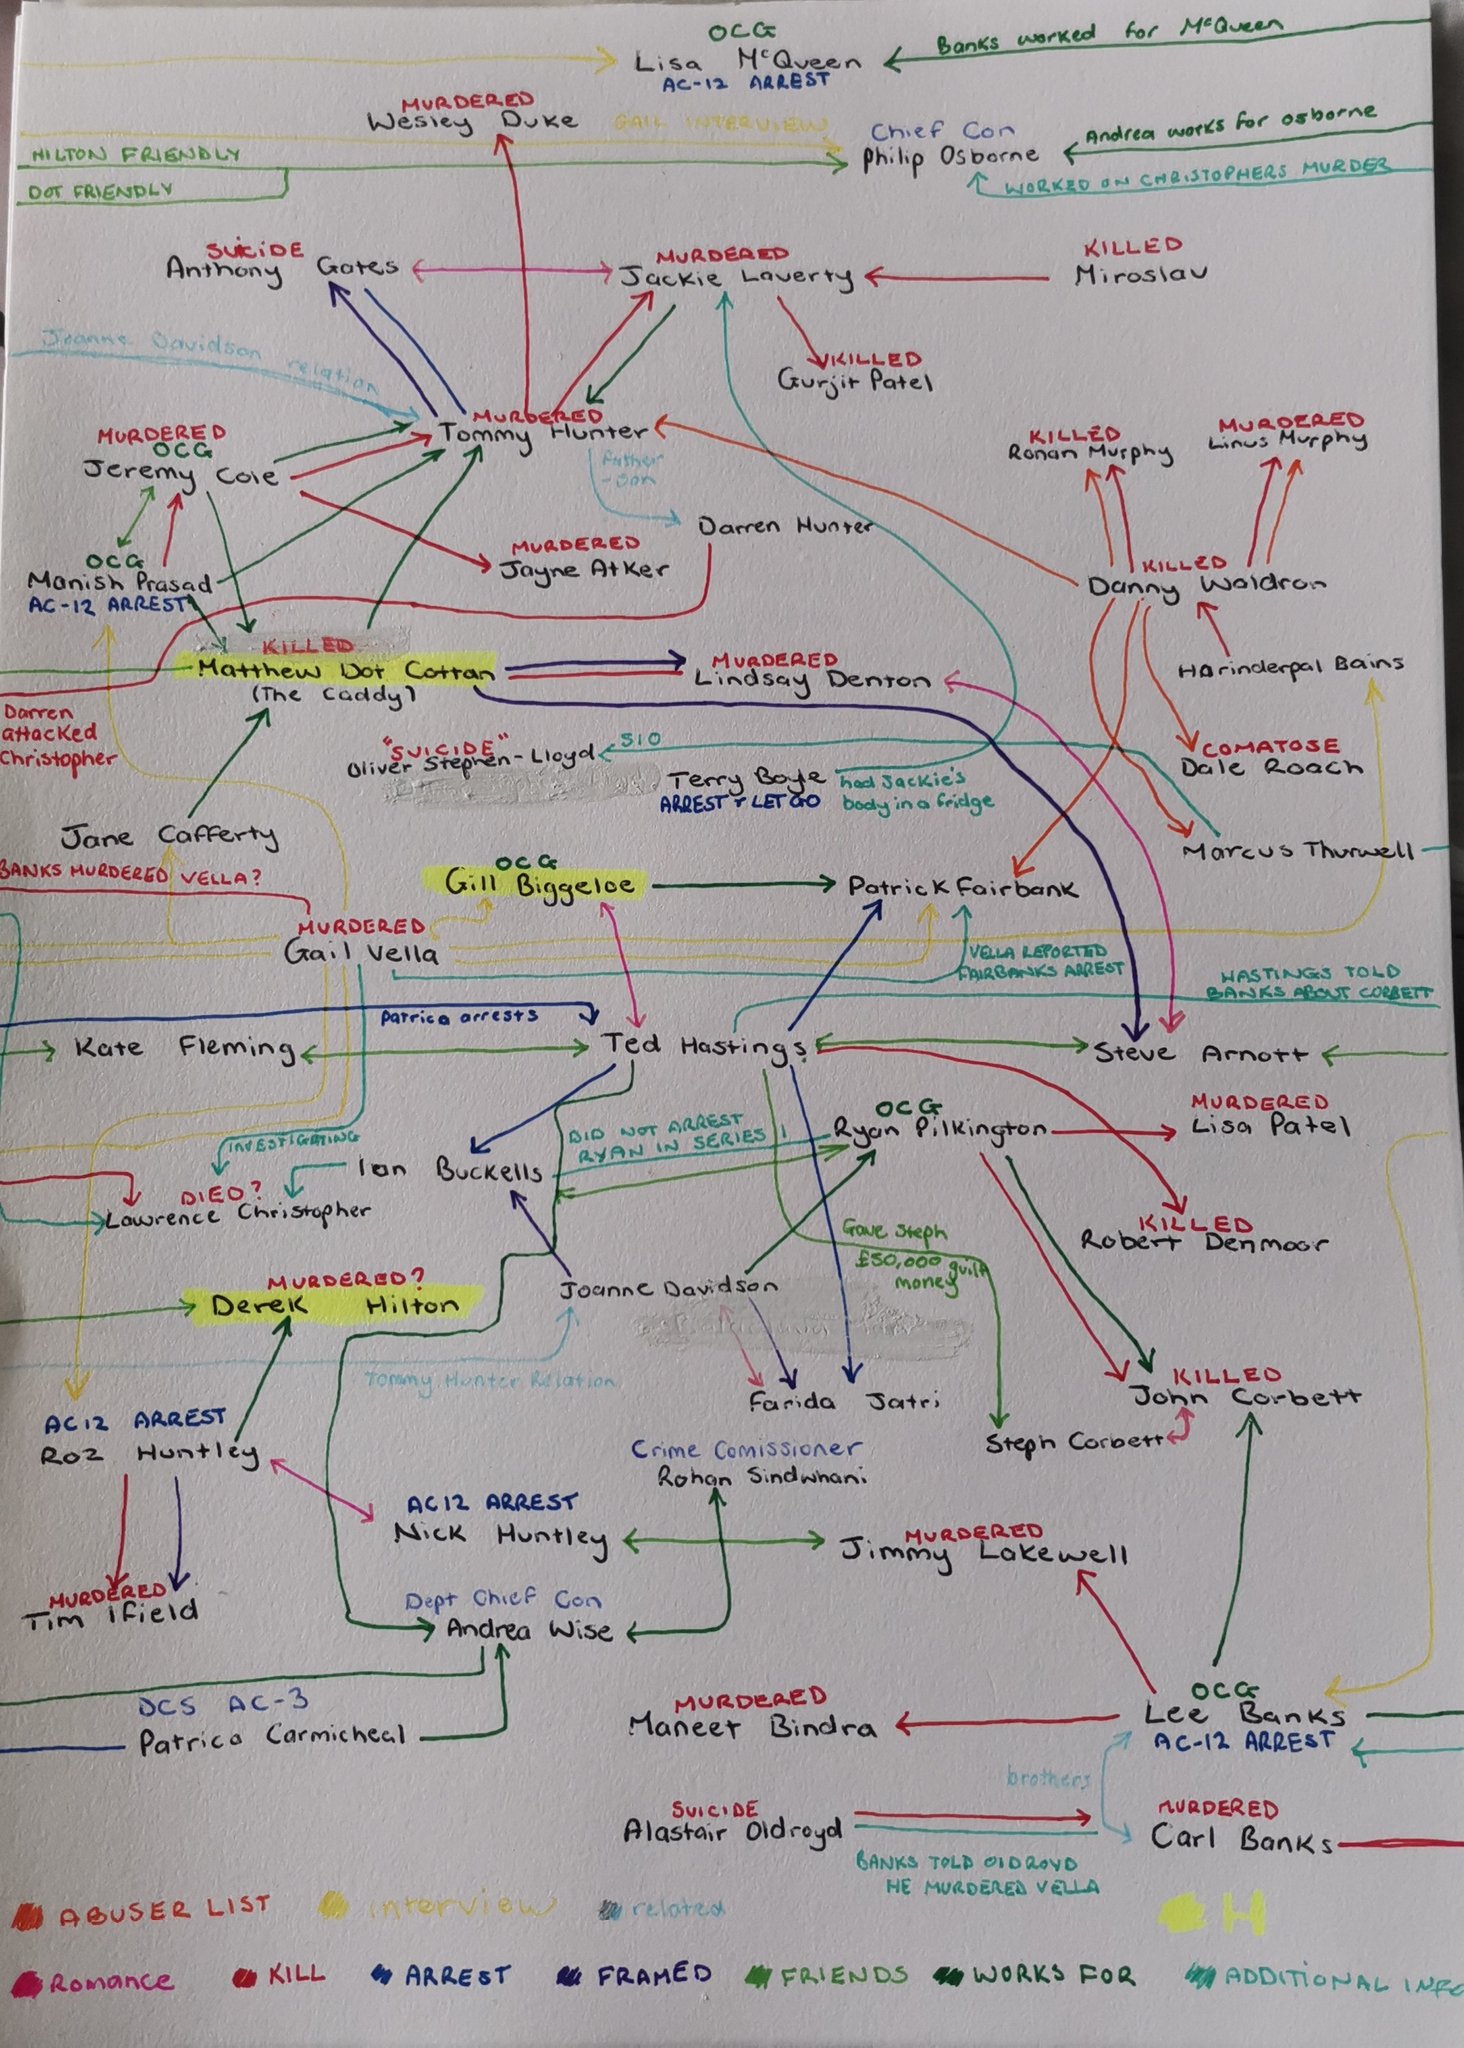 OCG
Lisa McQueen
AC-12 ARREST
Banks worked for McQueen
MURDERED
Wesley Duke
GAIL INTERVIEW
Chief Con
Philip Osborne
Andrea works for osborne
HILTON FRIENDLY
DOT FRIENDLY
WORKED ON CHRISTOPHERS MURDER
SUICIDE
Anthony Gates
MURDERED
Jackie Laverty
KILLED
Miroslav
Joanne Davidson relation
KILLED
Gurjit Patel
MURDERED
Tommy Hunter
MURDERED
OCG
Jeremy Cole
KILLED
Ronan Murphy
MURDERED
Linus Murphy
Father
-son
Darren Hunter
OCG
Manish Prasad
AC-12 ARREST
MURDERED
Jayne Atker
KILLED
Danny Waldron
KILLED
Matthew Dot Cottan
(The Caddy)
MURDERED
Lindsay Denton
Harinderpal Bains
Darren
attacked
Christopher
"SUICIDE"
Oliver Stephen-Lloyd
SIO
Terry Boyle
ARREST + LET GO
had Jackie's
body in a fridge
COMATOSE
Dale Roach
Jane Cafferty
Marcus Thurwell
BANKS MURDERED VELLA?
OCG
Gill Biggeloe
Patrick Fairbank
MURDERED
Gail Vella
VELLA REPORTED
FAIRBANKS ARREST
HASTINGS TOLD
BANKS ABOUT CORBETT
Patrica arrests
Kate Fleming
Ted Hastings
Steve Arnott
INVESTIGATING
DID NOT ARREST
RYAN IN SERIES 1
OCG
Ryan Pilkington
MURDERED
Lisa Patel
Ian Buckells
DIED?
Lawrence Christopher
KILLED
Robert Denmoor
Gave Steph
£50,000 guilt
money
MURDERED?
Derek Hilton
Joanne Davidson
Tommy Hunter Relation
Farida Jatri
KILLED
John Corbett
Steph Corbett
AC12 ARREST
Roz Huntley
Crime Comissioner
Rohan Sindwhani
AC12 ARREST
Nick Huntley
MURDERED
Jimmy Lakewell
MURDERED
Tim Ifield
Dept Chief Con
Andrea Wise
DCS AC-3
Patrica Carmicheal
MURDERED
Maneet Bindra
OCG
Lee Banks
AC-12 ARREST
brothers
SUICIDE
Alastair Oldroyd
MURDERED
Carl Banks
BANKS TOLD OlDROYD
HE MURDERED VELLA
ABUSER LIST
interview
related
H
Romance
KILL
ARREST
FRAMED
FRIENDS
WORKS FOR
ADDITIONAL INFO